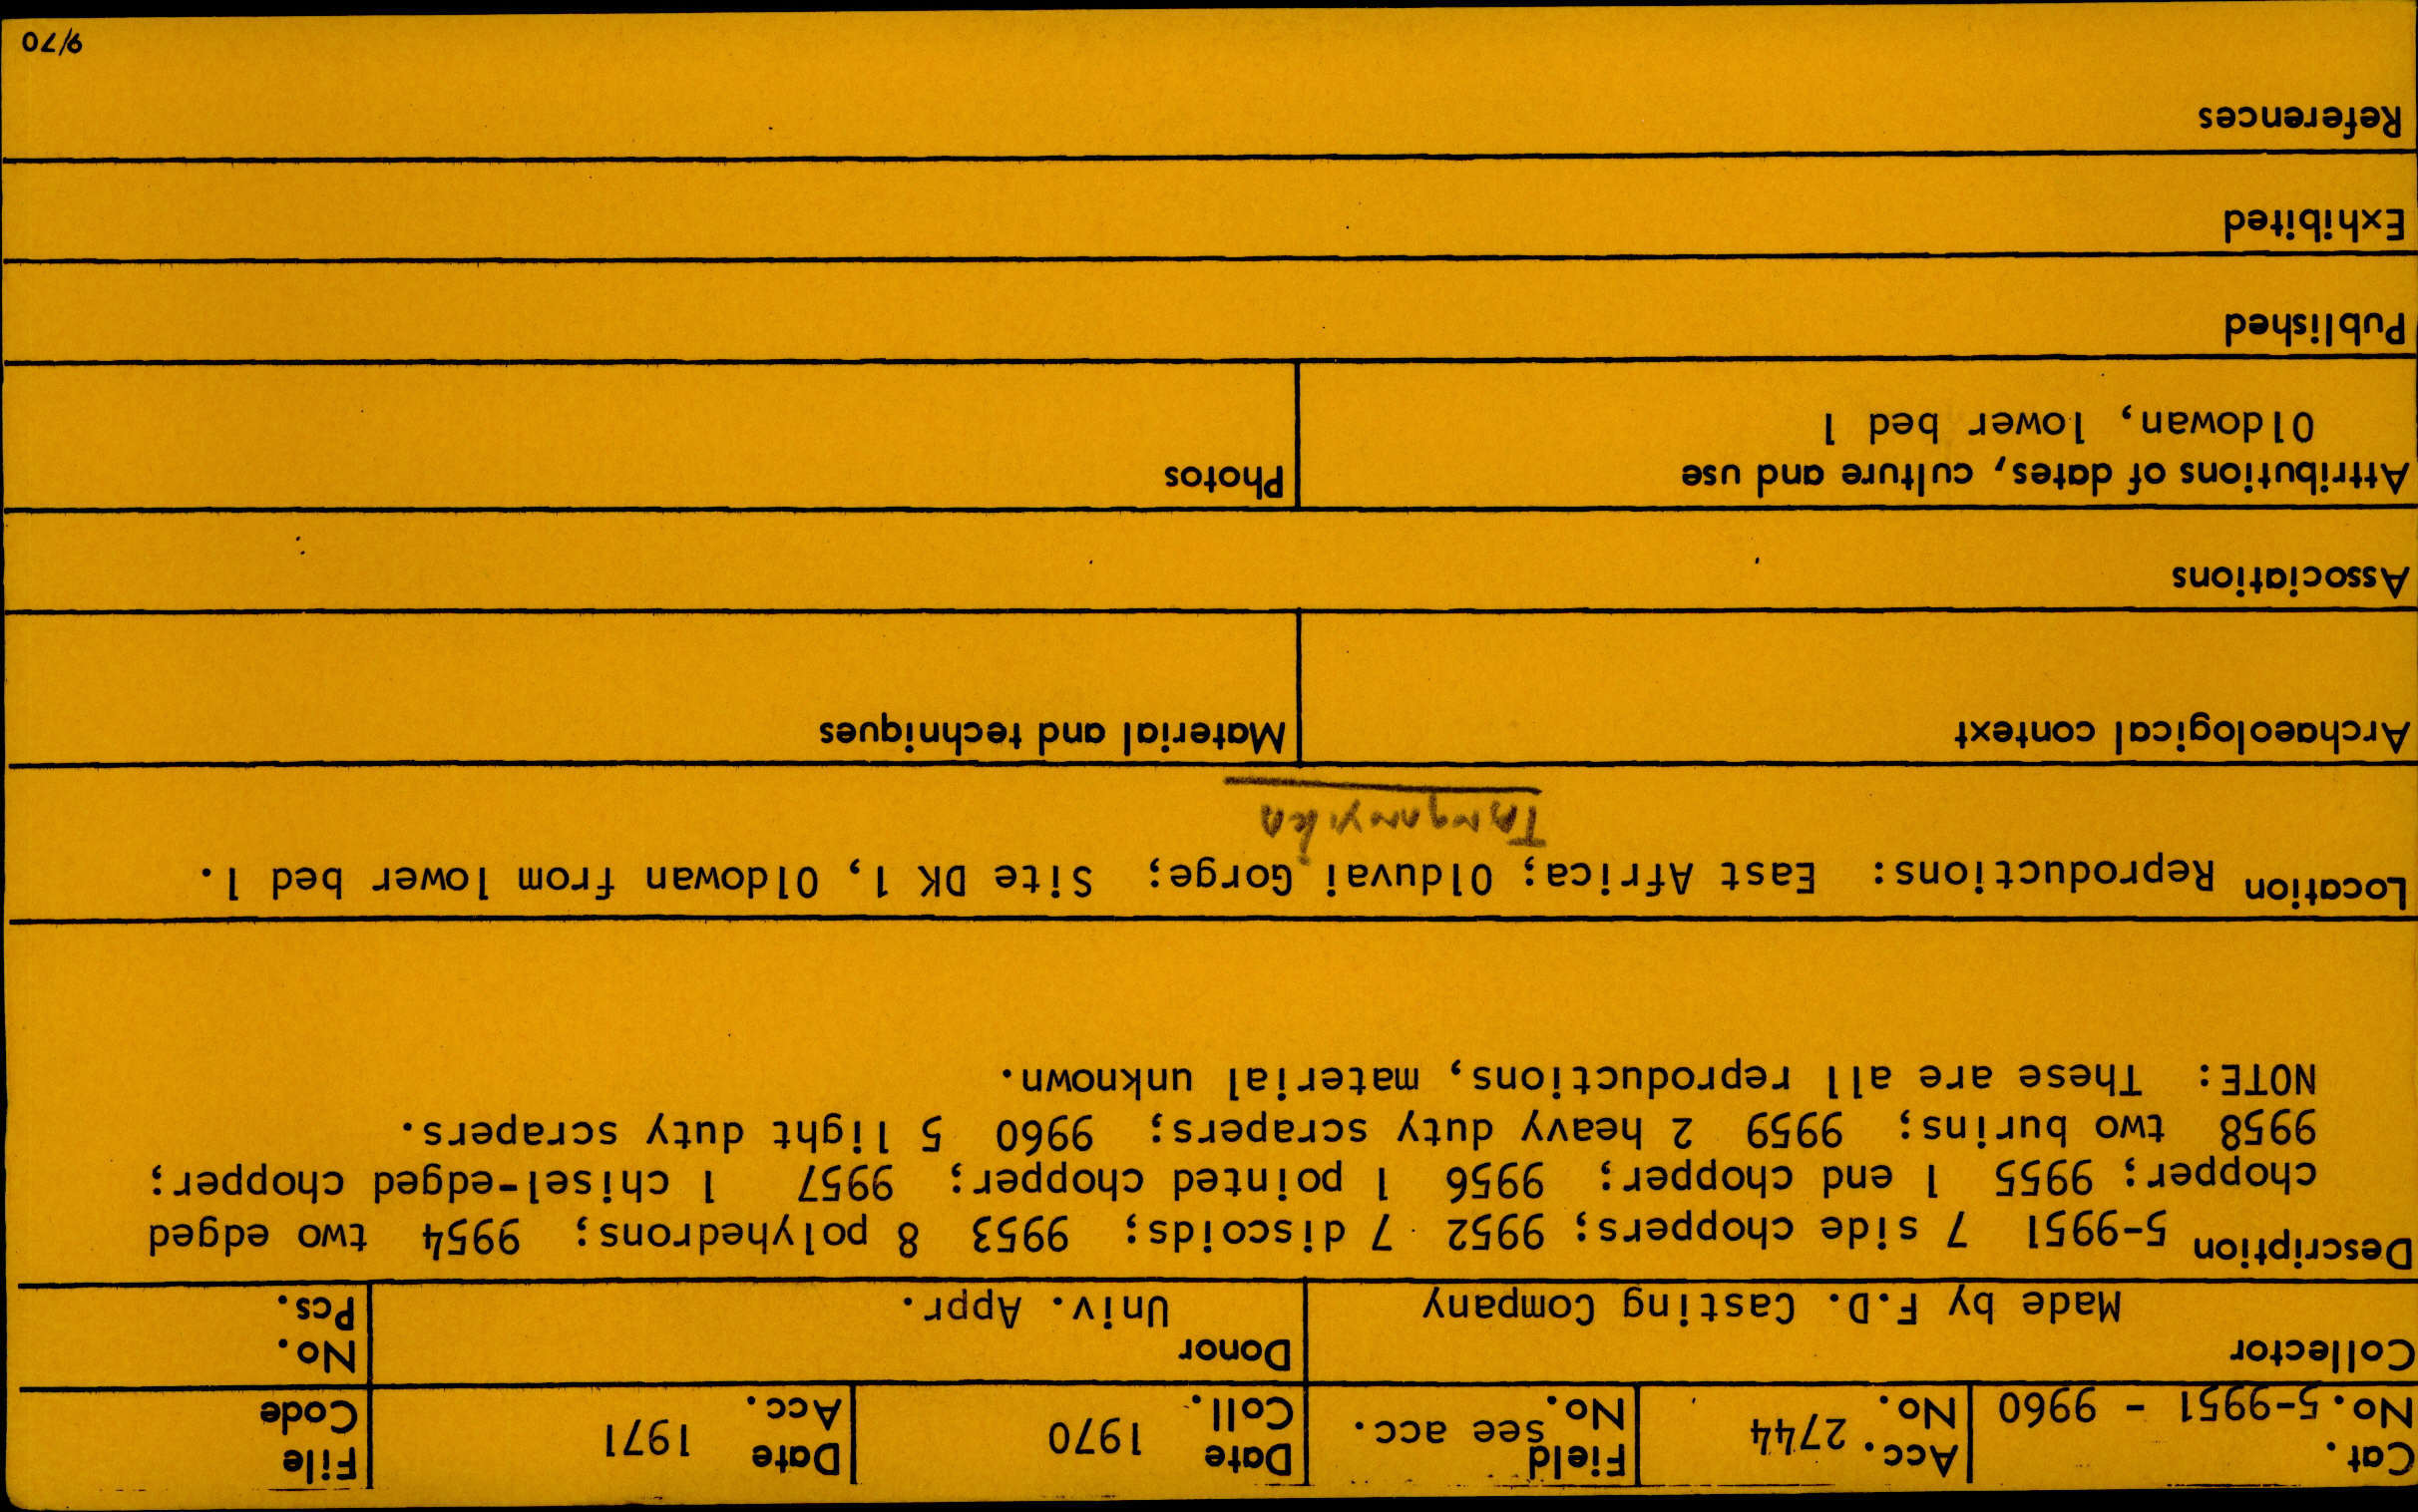 Cat. No. 5-9951 - 9960 Acc. No. 2744 Field No. see acc. Date Coll. 1970 Date Acc. 1971 File Code
Collector Made by F.D. Casting Company Donor Univ. Appr. No. Pcs.
Description 5-9951 7 side choppers; 9952 7 discoids; 9953 8 polyhedrons; 9954 two edged
chopper; 9955 1 end chopper; 9956 1 pointed chopper; 9957 1 chisel-edged chopper;
9958 two burins; 9959 2 heavy duty scrapers; 9960 5 light duty scrapers.
NOTE: These are all reproductions, material unknown.
Location Reproductions: East Africa; Olduvai Gorge; Site DK 1, Oldowan from lower bed 1.
Tanganyika
Archaeological context Material and techniques
Associations
Attributions of dates, culture and use Photos
Oldowan, lower bed 1
Published
Exhibited
References
9/70